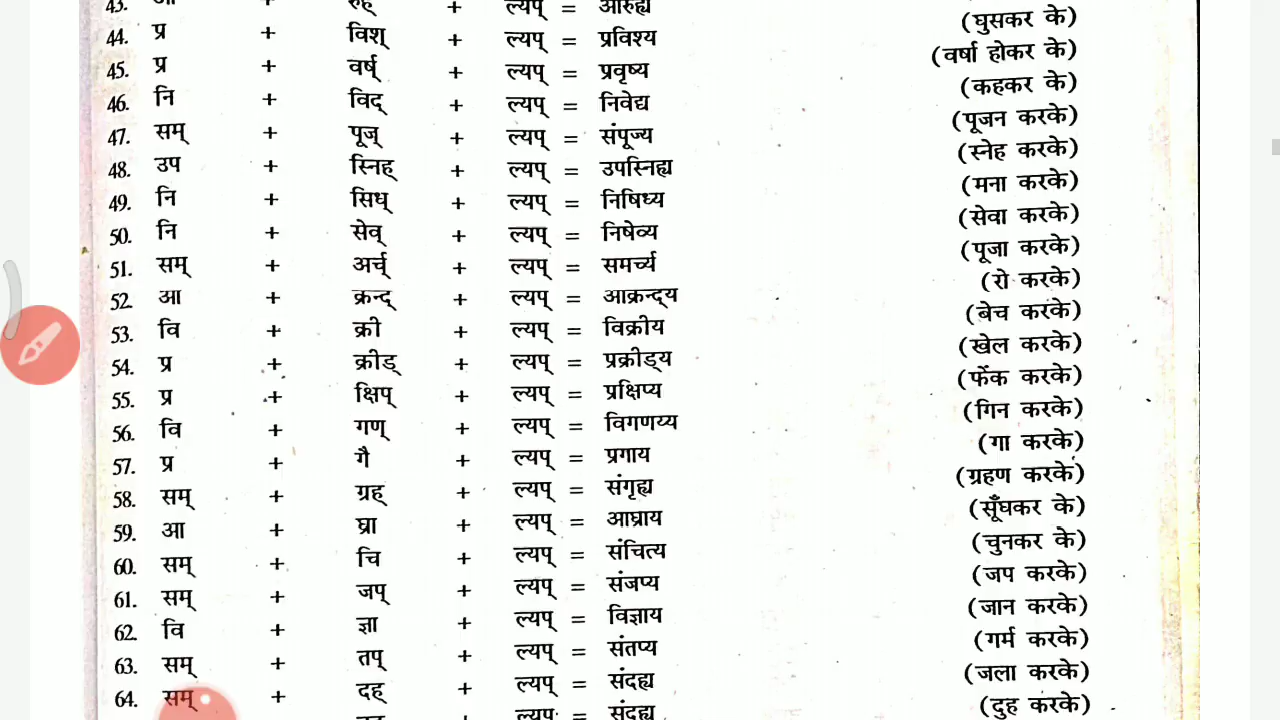 43. आ + रुह् + ल्यप् = आरुह्य
44. प्र + विश् + ल्यप् = प्रविश्य (घुसकर के)
45. प्र + वर्ष् + ल्यप् = प्रवृष्य (वर्षा होकर के)
46. नि + विद् + ल्यप् = निवेद्य (कहकर के)
47. सम् + पूज् + ल्यप् = संपूज्य (पूजन करके)
48. उप + स्निह् + ल्यप् = उपस्निह्य (स्नेह करके)
49. नि + सिध् + ल्यप् = निषिध्य (मना करके)
50. नि + सेव् + ल्यप् = निषेव्य (सेवा करके)
51. सम् + अर्च् + ल्यप् = समर्च्य (पूजा करके)
52. आ + क्रन्द् + ल्यप् = आक्रन्द्य (रो करके)
53. वि + क्री + ल्यप् = विक्रीय (बेच करके)
54. प्र + क्रीड् + ल्यप् = प्रक्रीड्य (खेल करके)
55. प्र + क्षिप् + ल्यप् = प्रक्षिप्य (फेंक करके)
56. वि + गण् + ल्यप् = विगणय्य (गिन करके)
57. प्र + गै + ल्यप् = प्रगाय (गा करके)
58. सम् + ग्रह् + ल्यप् = संगृह्य (ग्रहण करके)
59. आ + घ्रा + ल्यप् = आघ्राय (सूँघकर के)
60. सम् + चि + ल्यप् = संचित्य (चुनकर के)
61. सम् + जप् + ल्यप् = संजप्य (जप करके)
62. वि + ज्ञा + ल्यप् = विज्ञाय (जान करके)
63. सम् + तप् + ल्यप् = संतप्य (गर्म करके)
64. सम् + दह् + ल्यप् = संदह्य (जला करके)
ल्यप् = (दुह करके)